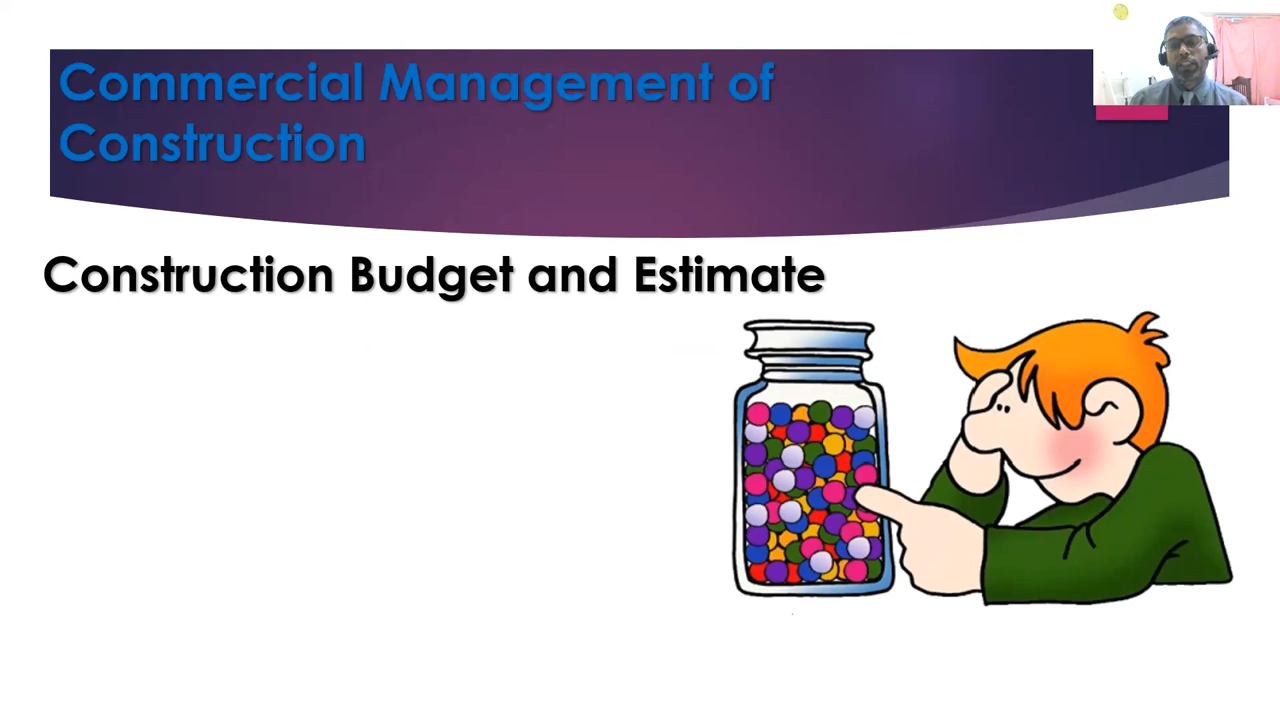 Commercial Management of
Construction
Construction Budget and Estimate